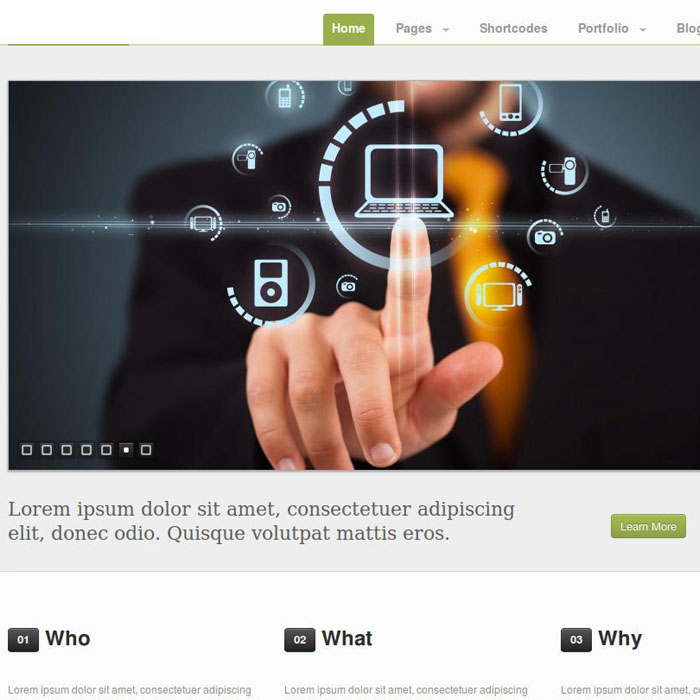 Home Pages Shortcodes Portfolio Blog
Lorem ipsum dolor sit amet, consectetuer adipiscing
elit, donec odio. Quisque volutpat mattis eros.
Learn More
01 Who
02 What
03 Why
Lorem ipsum dolor sit amet, consectetuer adipiscing
Lorem ipsum dolor sit amet, consectetuer adipiscing
Lorem ipsum dolor sit amet,